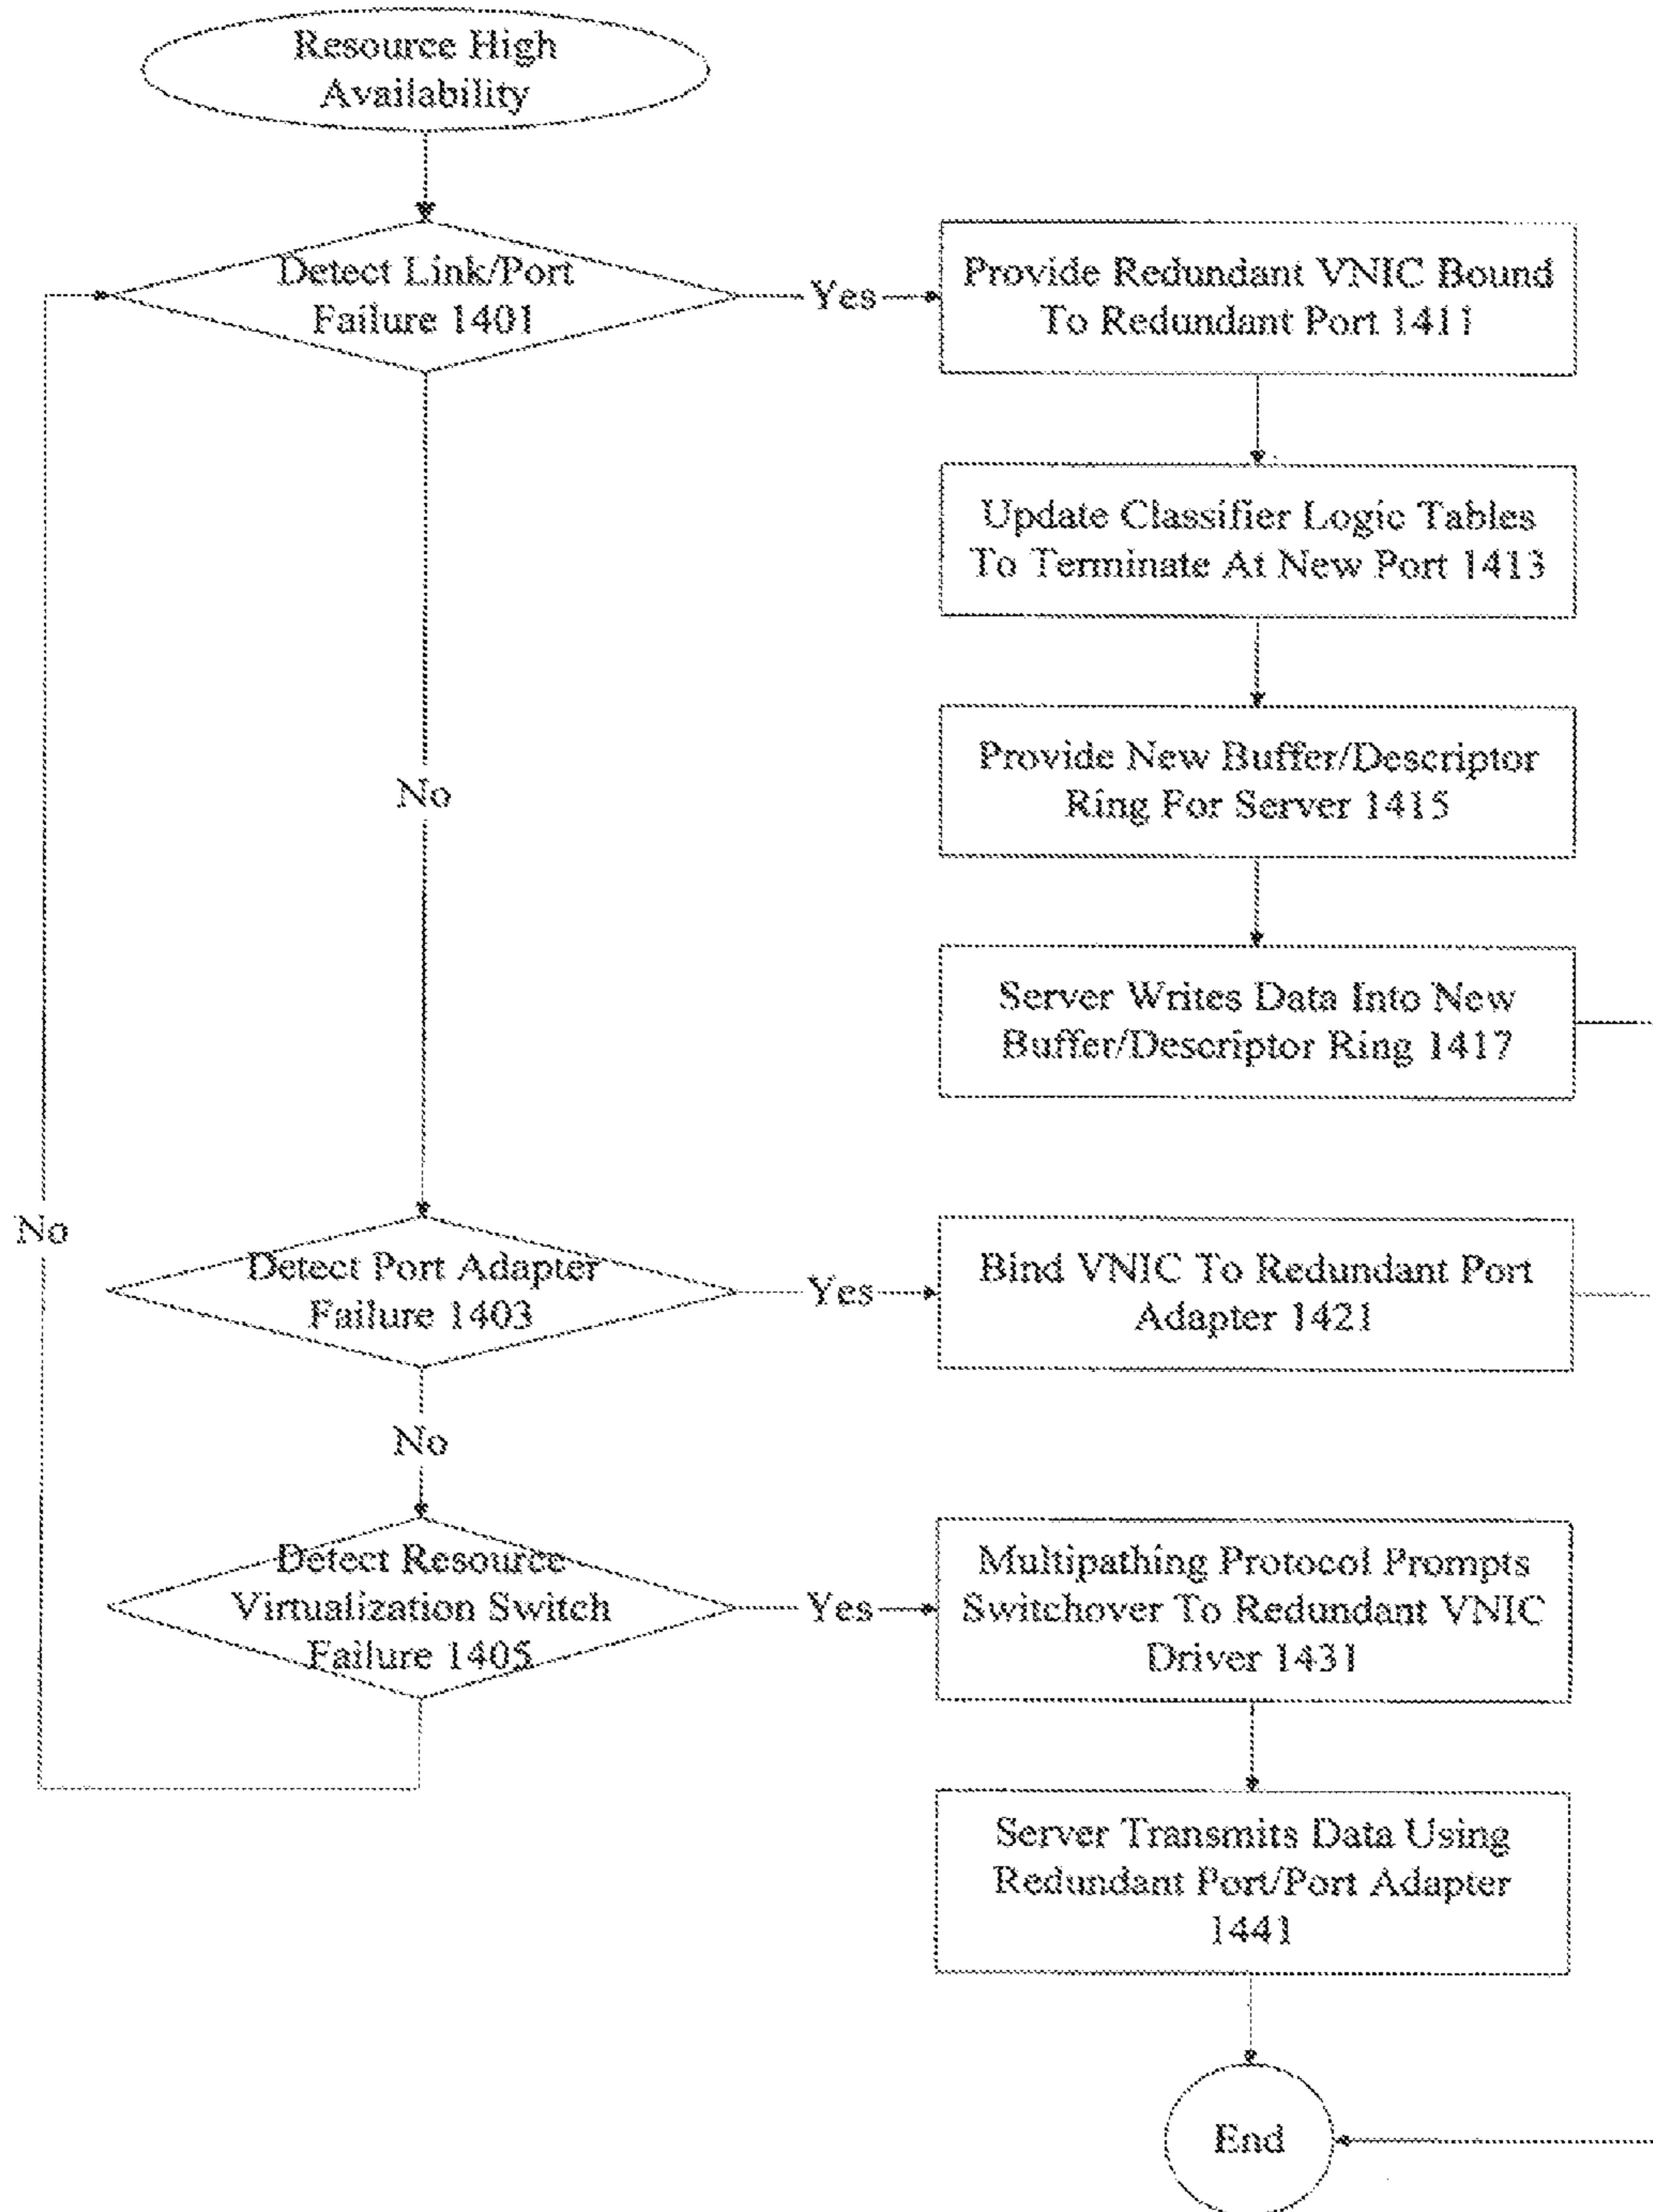 Resource High
Availability
Detect Link/Port
Failure 1401
Yes
Provide Redundant VNIC Bound
To Redundant Port 1411
Update Classifier Logic Tables
To Terminate At New Port 1413
Provide New Buffer/Descriptor
Ring For Server 1415
Server Writes Data Into New
Buffer/Descriptor Ring 1417
No
No
Detect Port Adapter
Failure 1403
Yes
Bind VNIC To Redundant Port
Adapter 1421
No
Detect Resource
Virtualization Switch
Failure 1405
Yes
Multipathing Protocol Prompts
Switchover To Redundant VNIC
Driver 1431
Server Transmits Data Using
Redundant Port/Port Adapter
1441
End